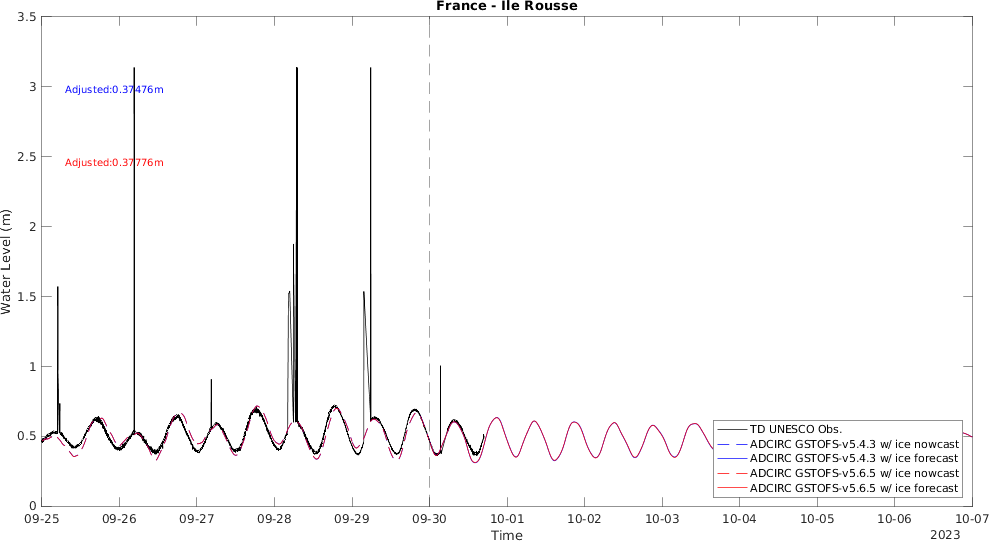 France - Ile Rousse
3.5
3
2.5
2
1.5
1
0.5
0
Water Level (m)
Adjusted:0.37476m
Adjusted:0.37776m
TD UNESCO Obs.
ADCIRC GSTOFS-v5.4.3 w/ ice nowcast
ADCIRC GSTOFS-v5.4.3 w/ ice forecast
ADCIRC GSTOFS-v5.6.5 w/ ice nowcast
ADCIRC GSTOFS-v5.6.5 w/ ice forecast
09-25 09-26 09-27 09-28 09-29 09-30 10-01 10-02 10-03 10-04 10-05 10-06 10-07
Time
2023